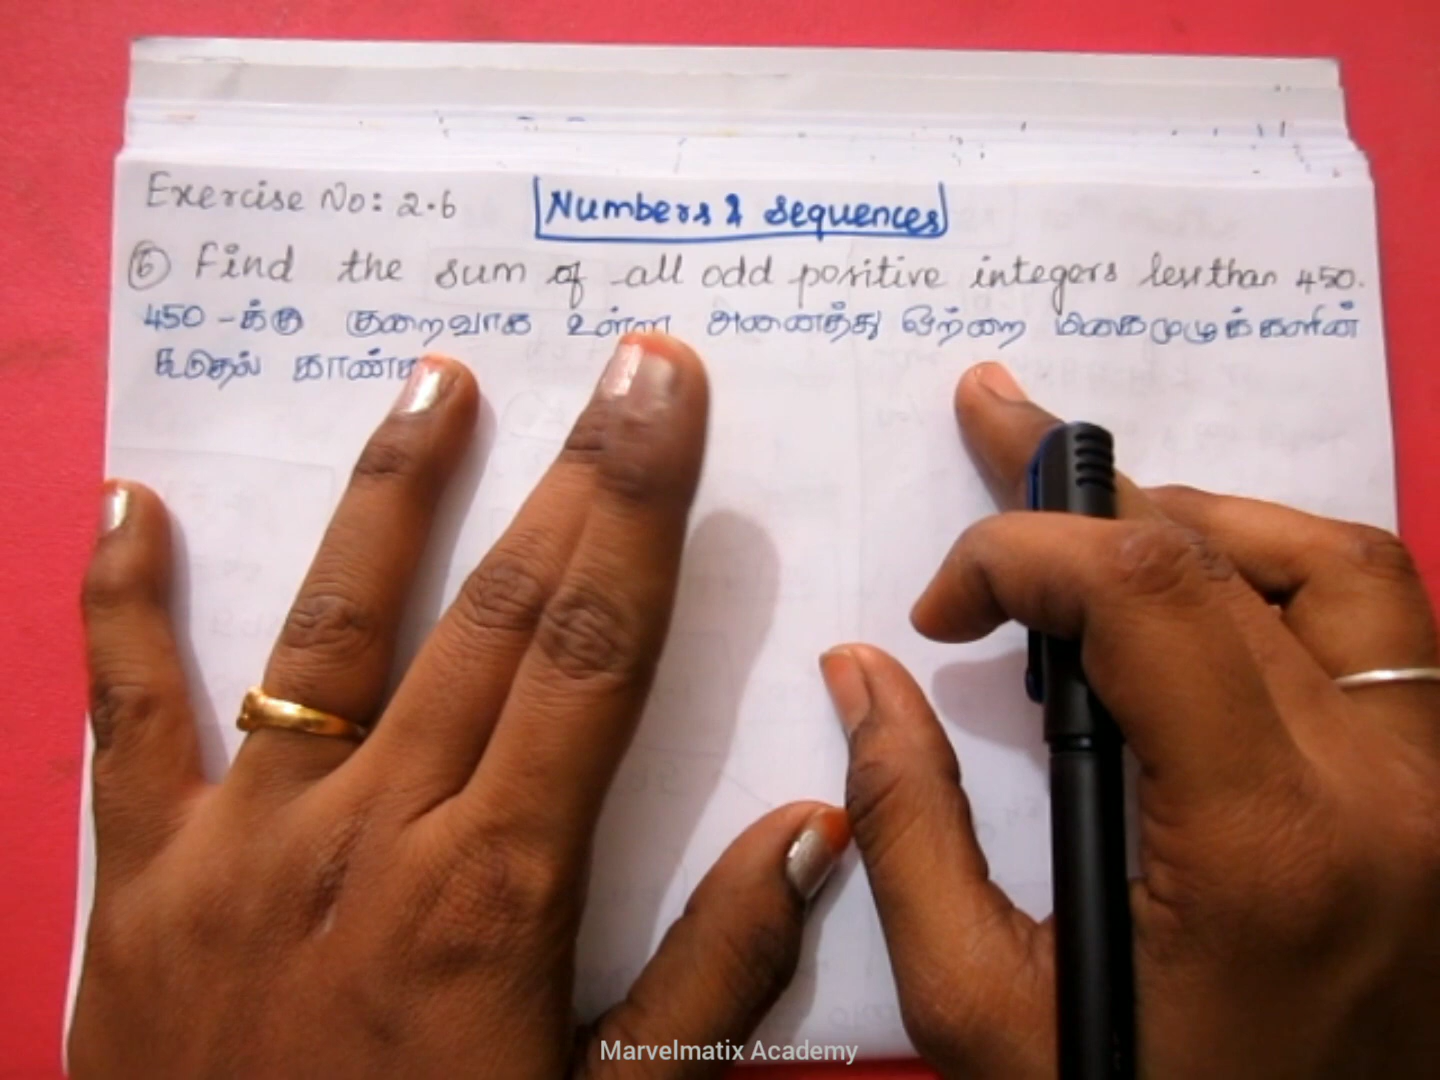 Exercise No: 2.6
Numbers & Sequences
⑥ Find the sum of all odd positive integers less than 450.
450 -க்கு குறைவாக உள்ள அனைத்து ஒற்றை மிகை முழுக்களின்
கூடுதல் காண்க
Marvelmatix Academy